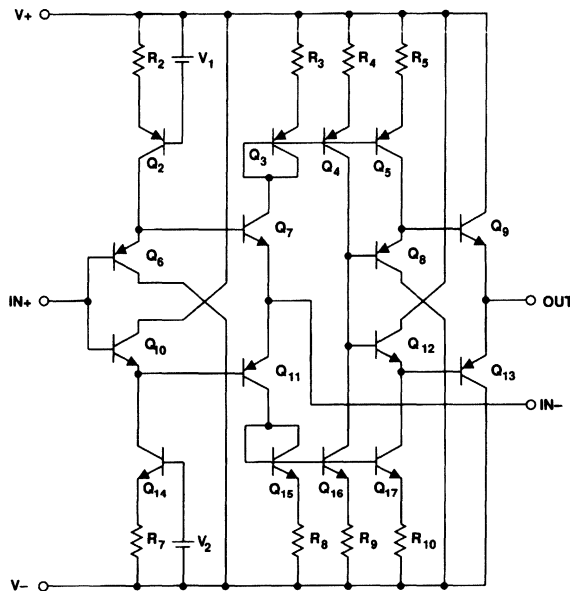 V+
R2 V1 R3 R4 R5
Q2 Q3 Q4 Q5
Q7 Q9
Q6 Q8
IN+ OUT
Q10 Q11 Q12 Q13
IN−
Q14 Q15 Q16 Q17
R7 V2 R8 R9 R10
V−